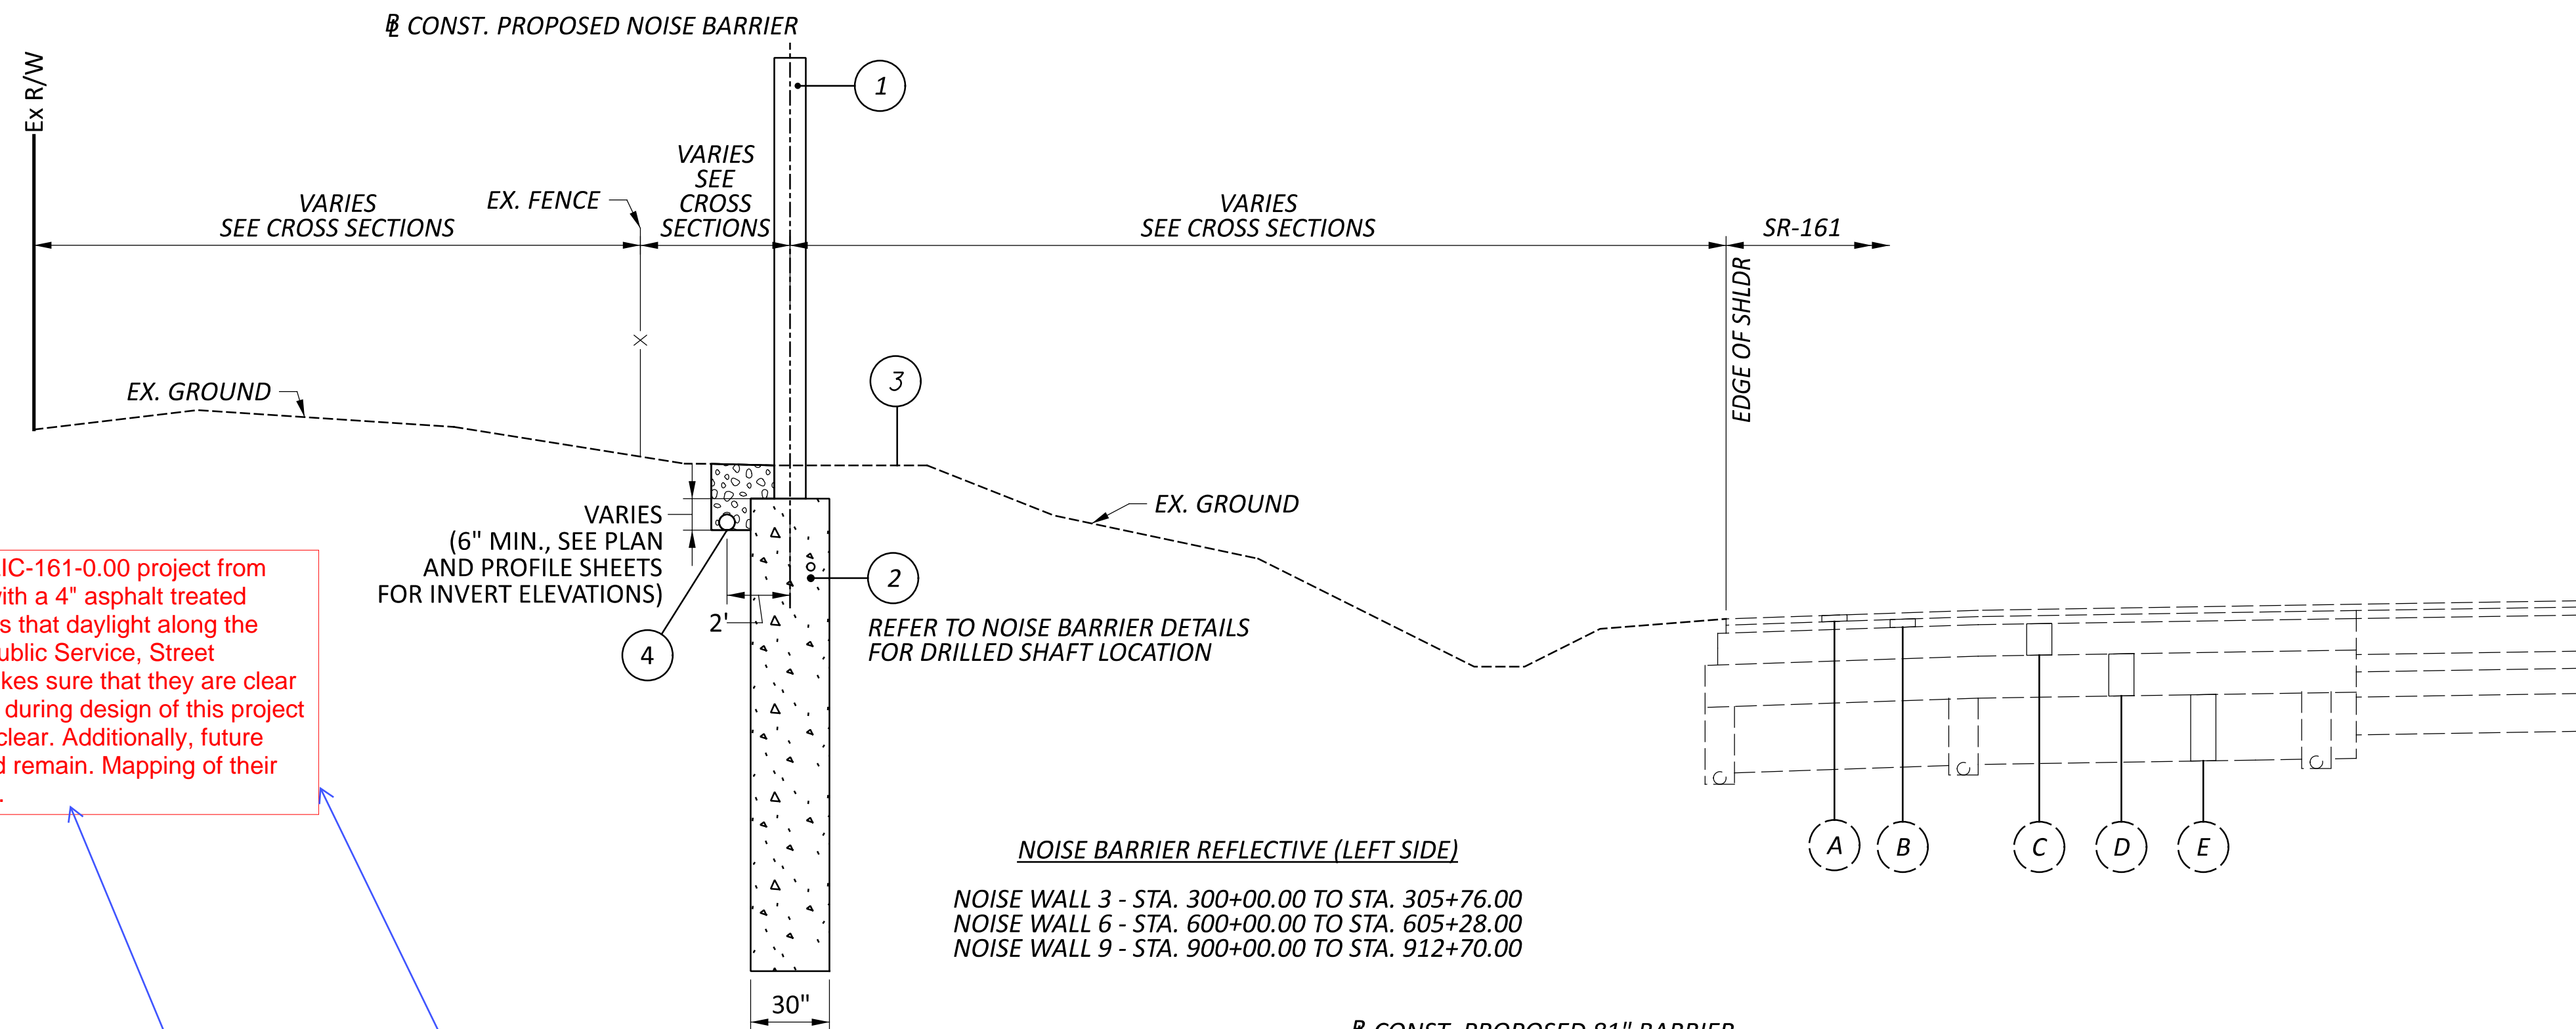 ℄ CONST. PROPOSED NOISE BARRIER
Ex R/W
1
VARIES
SEE
CROSS
SECTIONS
VARIES
SEE CROSS SECTIONS
EX. FENCE
VARIES
SEE CROSS SECTIONS
SR-161
EDGE OF SHLDR
X
3
EX. GROUND
EX. GROUND
VARIES
(6" MIN., SEE PLAN
AND PROFILE SHEETS
FOR INVERT ELEVATIONS)
2
2'
4
REFER TO NOISE BARRIER DETAILS
FOR DRILLED SHAFT LOCATION
IC-161-0.00 project from
with a 4" asphalt treated
s that daylight along the
ublic Service, Street
kes sure that they are clear
during design of this project
clear. Additionally, future
d remain. Mapping of their
.
A
B
C
D
E
NOISE BARRIER REFLECTIVE (LEFT SIDE)
NOISE WALL 3 - STA. 300+00.00 TO STA. 305+76.00
NOISE WALL 6 - STA. 600+00.00 TO STA. 605+28.00
NOISE WALL 9 - STA. 900+00.00 TO STA. 912+70.00
30"
CONST. PROPOSED 81" BARRIER